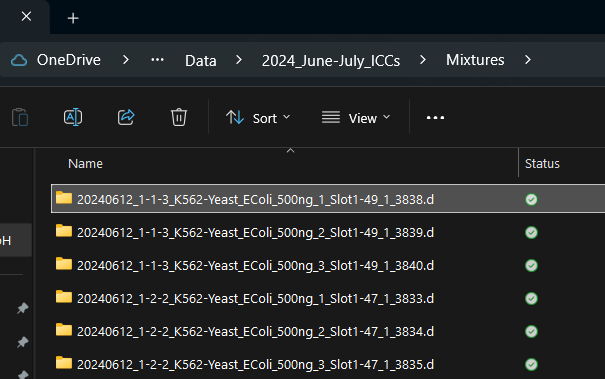 OneDrive > ... Data > 2024_June-July_ICCs > Mixtures >
Sort View
Name Status
20240612_1-1-3_K562-Yeast_EColi_500ng_1_Slot1-49_1_3838.d
20240612_1-1-3_K562-Yeast_EColi_500ng_2_Slot1-49_1_3839.d
20240612_1-1-3_K562-Yeast_EColi_500ng_3_Slot1-49_1_3840.d
20240612_1-2-2_K562-Yeast_EColi_500ng_1_Slot1-47_1_3833.d
20240612_1-2-2_K562-Yeast_EColi_500ng_2_Slot1-47_1_3834.d
20240612_1-2-2_K562-Yeast_EColi_500ng_3_Slot1-47_1_3835.d